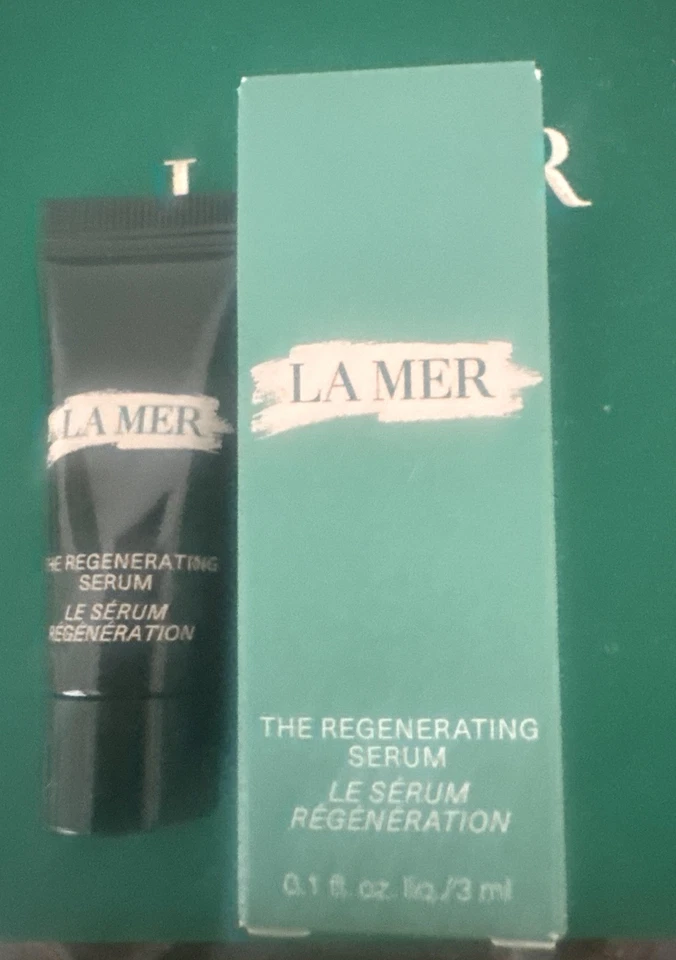 LA MER
THE REGENERATING
SERUM
LE SÉRUM
RÉGÉNÉRATION
LA MER
THE REGENERATING
SERUM
LE SÉRUM
RÉGÉNÉRATION
0.1 fl. oz. liq./3 ml